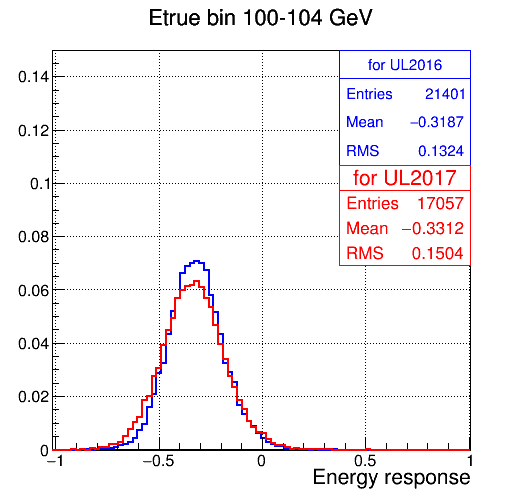 Etrue bin 100-104 GeV
for UL2016
Entries 21401
Mean −0.3187
RMS 0.1324
for UL2017
Entries 17057
Mean −0.3312
RMS 0.1504
0.14
0.12
0.1
0.08
0.06
0.04
0.02
0
−1 −0.5 0 0.5 1
Energy response